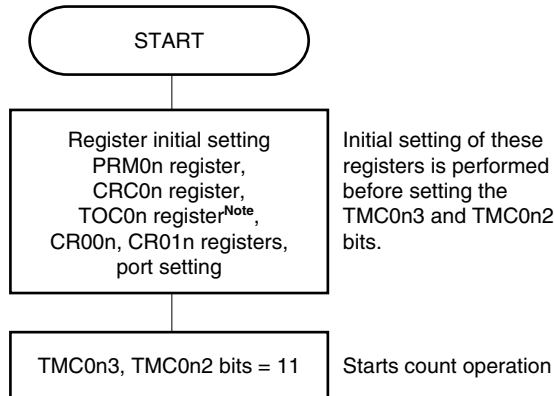 START
Register initial setting
PRM0n register,
CRC0n register,
TOC0n registerNote,
CR00n, CR01n registers,
port setting
Initial setting of these
registers is performed
before setting the
TMC0n3 and TMC0n2
bits.
TMC0n3, TMC0n2 bits = 11
Starts count operation